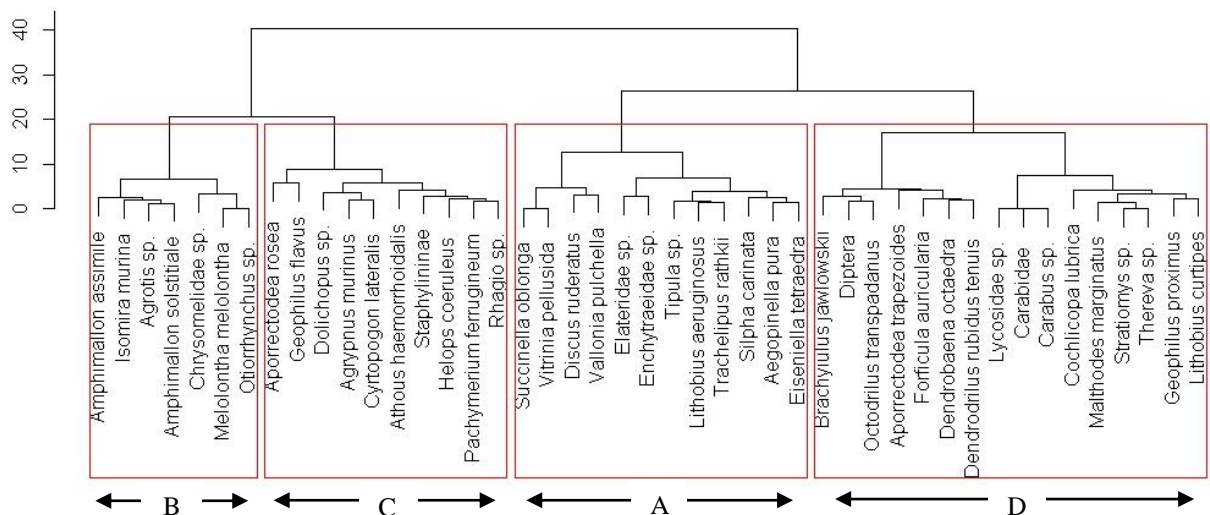 40
30
20
10
0
Amphimallon assimile
Isomira murina
Agrotis sp.
Amphimallon solstitiale
Chrysomelidae sp.
Melolontha melolontha
Otiorrhynchus sp.
Aporrectodea rosea
Geophilus flavus
Dolichopus sp.
Agrypnus murinus
Cyrtopogon lateralis
Athous haemorrhoidalis
Staphylininae
Helops coeruleus
Pachymerium ferrugineum
Rhagio sp.
Succinella oblonga
Vitrinia pellusida
Discus ruderatus
Vallonia pulchella
Elateridae sp.
Enchytraeidae sp.
Tipula sp.
Lithobius aeruginosus
Trachelipus rathkii
Silpha carinata
Aegopinella pura
Eiseniella tetraedra
Brachyiulus jawlowskii
Diptera
Octodrilus transpadanus
Aporrectodea trapezoides
Forficula auricularia
Dendrobaena octaedra
Dendrodrilus rubidus tenuis
Lycosidae sp.
Carabidae
Carabus sp.
Cochlicopa lubrica
Malthodes marginatus
Stratiomys sp.
Thereva sp.
Geophilus proximus
Lithobius curtipes
B
C
A
D